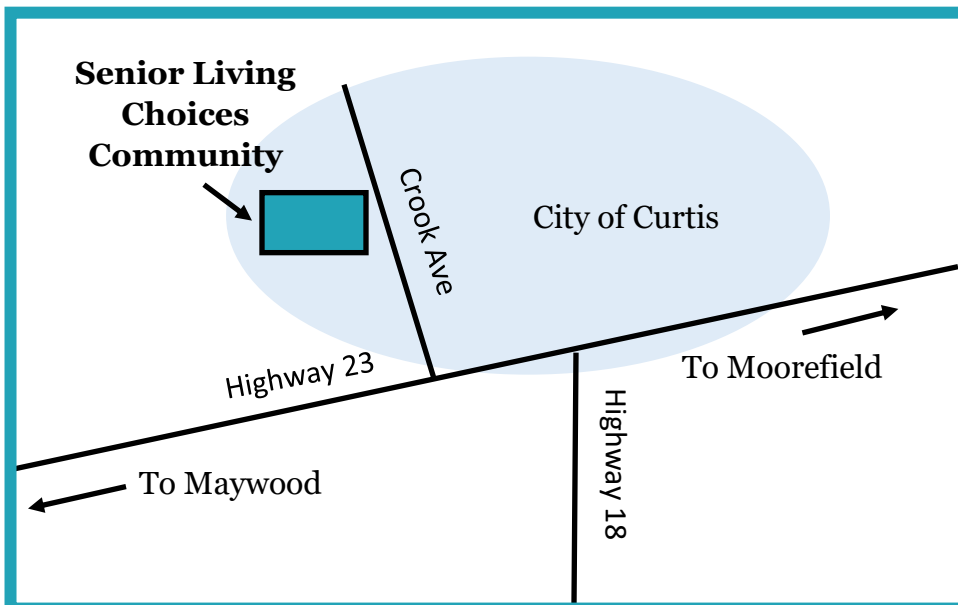 Senior Living
Choices
Community
Crook Ave
City of Curtis
Highway 23
To Moorefield
To Maywood
Highway 18